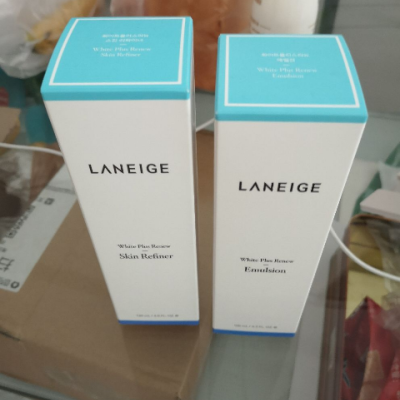 White Plus Renew
Skin Refiner
LANEIGE
White Plus Renew
Skin Refiner
White Plus Renew
Emulsion
LANEIGE
White Plus Renew
Emulsion